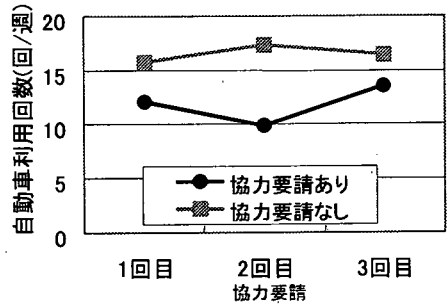 自動車利用回数(回/週)
20
15
10
5
0
協力要請あり
協力要請なし
1回目
2回目
3回目
協力要請